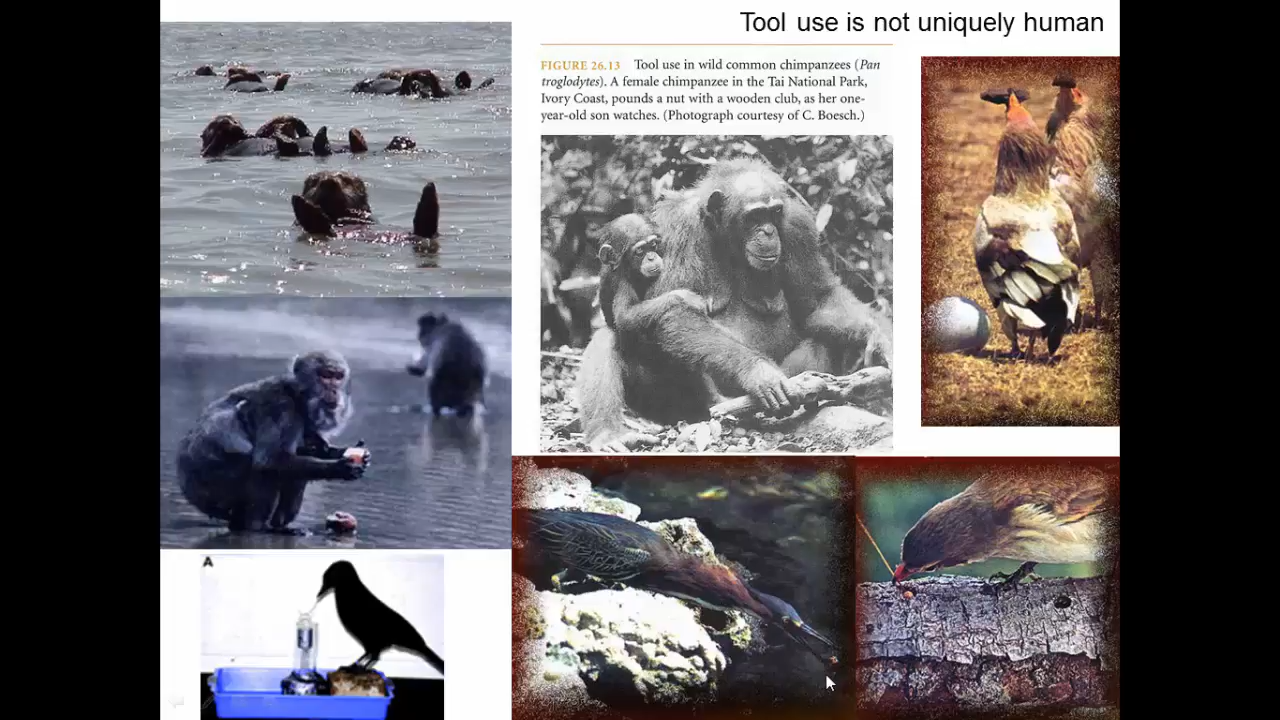 Tool use is not uniquely human
FIGURE 26.13 Tool use in wild common chimpanzees (Pan
troglodytes). A female chimpanzee in the Tai National Park,
Ivory Coast, pounds a nut with a wooden club, as her one-
year-old son watches. (Photograph courtesy of C. Boesch.)
A